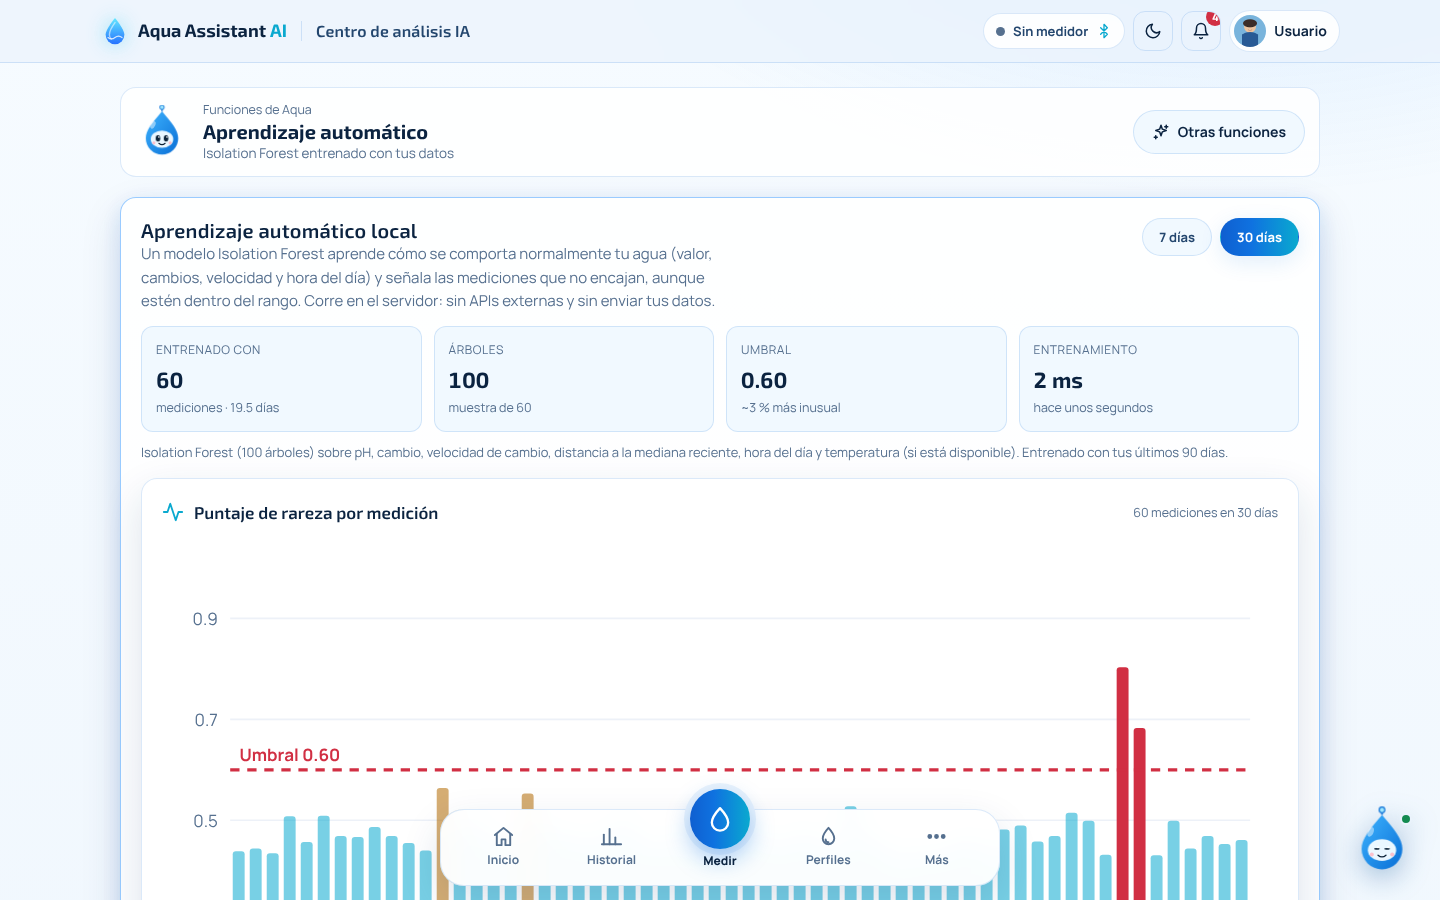 Aqua Assistant AI
Centro de análisis IA
Sin medidor
4
Usuario
Funciones de Aqua
Aprendizaje automático
Isolation Forest entrenado con tus datos
Otras funciones
Aprendizaje automático local
Un modelo Isolation Forest aprende cómo se comporta normalmente tu agua (valor,
cambios, velocidad y hora del día) y señala las mediciones que no encajan, aunque
estén dentro del rango. Corre en el servidor: sin APIs externas y sin enviar tus datos.
7 días
30 días
ENTRENADO CON
60
mediciones · 19.5 días
ÁRBOLES
100
muestra de 60
UMBRAL
0.60
~3 % más inusual
ENTRENAMIENTO
2 ms
hace unos segundos
Isolation Forest (100 árboles) sobre pH, cambio, velocidad de cambio, distancia a la mediana reciente, hora del día y temperatura (si está disponible). Entrenado con tus últimos 90 días.
Puntaje de rareza por medición
60 mediciones en 30 días
0.9
0.7
Umbral 0.60
0.5
Inicio
Historial
Medir
Perfiles
Más